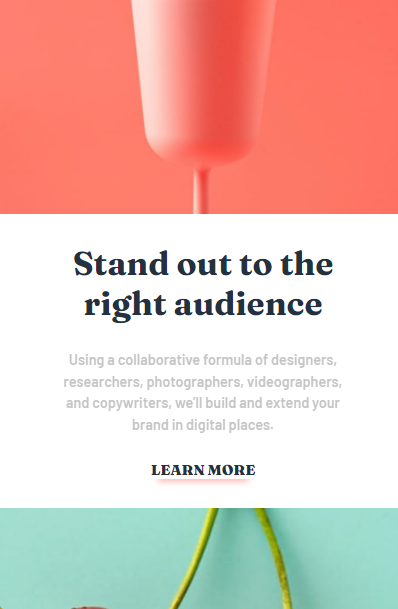 Stand out to the
right audience
Using a collaborative formula of designers,
researchers, photographers, videographers,
and copywriters, we'll build and extend your
brand in digital places.
LEARN MORE